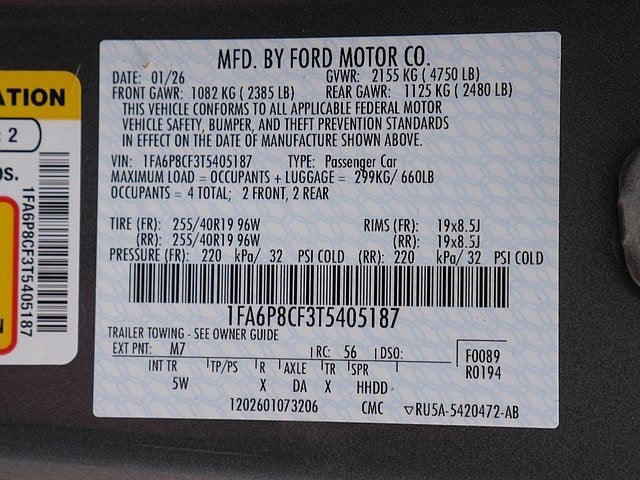 MFD. BY FORD MOTOR CO.
DATE: 01/26 GVWR: 2155 KG ( 4750 LB)
FRONT GAWR: 1082 KG ( 2385 LB) REAR GAWR: 1125 KG ( 2480 LB)
THIS VEHICLE CONFORMS TO ALL APPLICABLE FEDERAL MOTOR
VEHICLE SAFETY, BUMPER, AND THEFT PREVENTION STANDARDS
IN EFFECT ON THE DATE OF MANUFACTURE SHOWN ABOVE.
VIN: 1FA6P8CF3T5405187 TYPE: Passenger Car
MAXIMUM LOAD = OCCUPANTS + LUGGAGE = 299KG/ 660LB
OCCUPANTS = 4 TOTAL; 2 FRONT, 2 REAR
TIRE (FR): 255/40R19 96W RIMS (FR): 19x8.5J
(RR): 255/40R19 96W (RR): 19x8.5J
PRESSURE (FR): 220 kPa/ 32 PSI COLD (RR): 220 kPa/ 32 PSI COLD
1FA6P8CF3T5405187
TRAILER TOWING - SEE OWNER GUIDE
EXT PNT: M7 RC: 56 DSO: F0089
INT TR TP/PS R AXLE TR SPR R0194
5W X DA X HHDD
1202601073206 CMC ▽RU5A-5420472-AB
ATION
: 2
os.
1FA6P8CF3T5405187
N